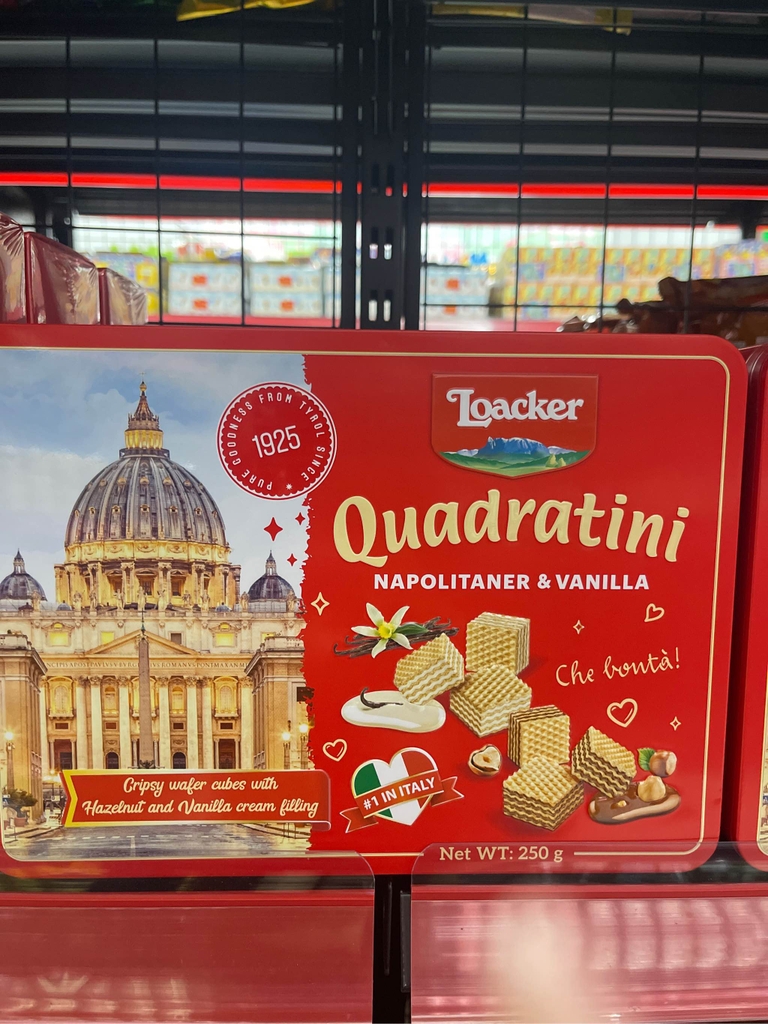 PURE GOODNESS FROM TYROL SINCE
1925
Loacker
Quadratini
NAPOLITANER & VANILLA
Che bontà!
#1 IN ITALY
Gripsy wafer cubes with
Hazelnut and Vanilla cream filling
Net WT: 250 g